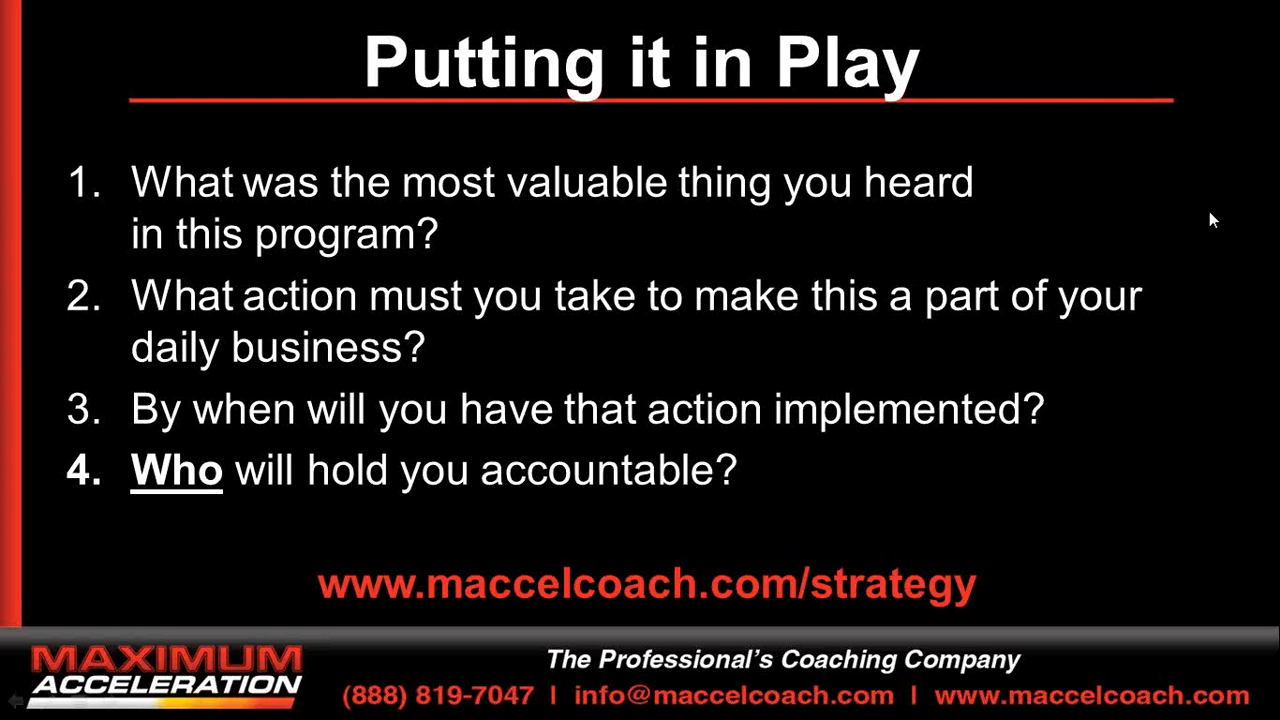 Putting it in Play
1. What was the most valuable thing you heard
in this program?
2. What action must you take to make this a part of your
daily business?
3. By when will you have that action implemented?
4. Who will hold you accountable?
www.maccelcoach.com/strategy
MAXIMUM
ACCELERATION
The Professional's Coaching Company
(888) 819-7047 | info@maccelcoach.com | www.maccelcoach.com